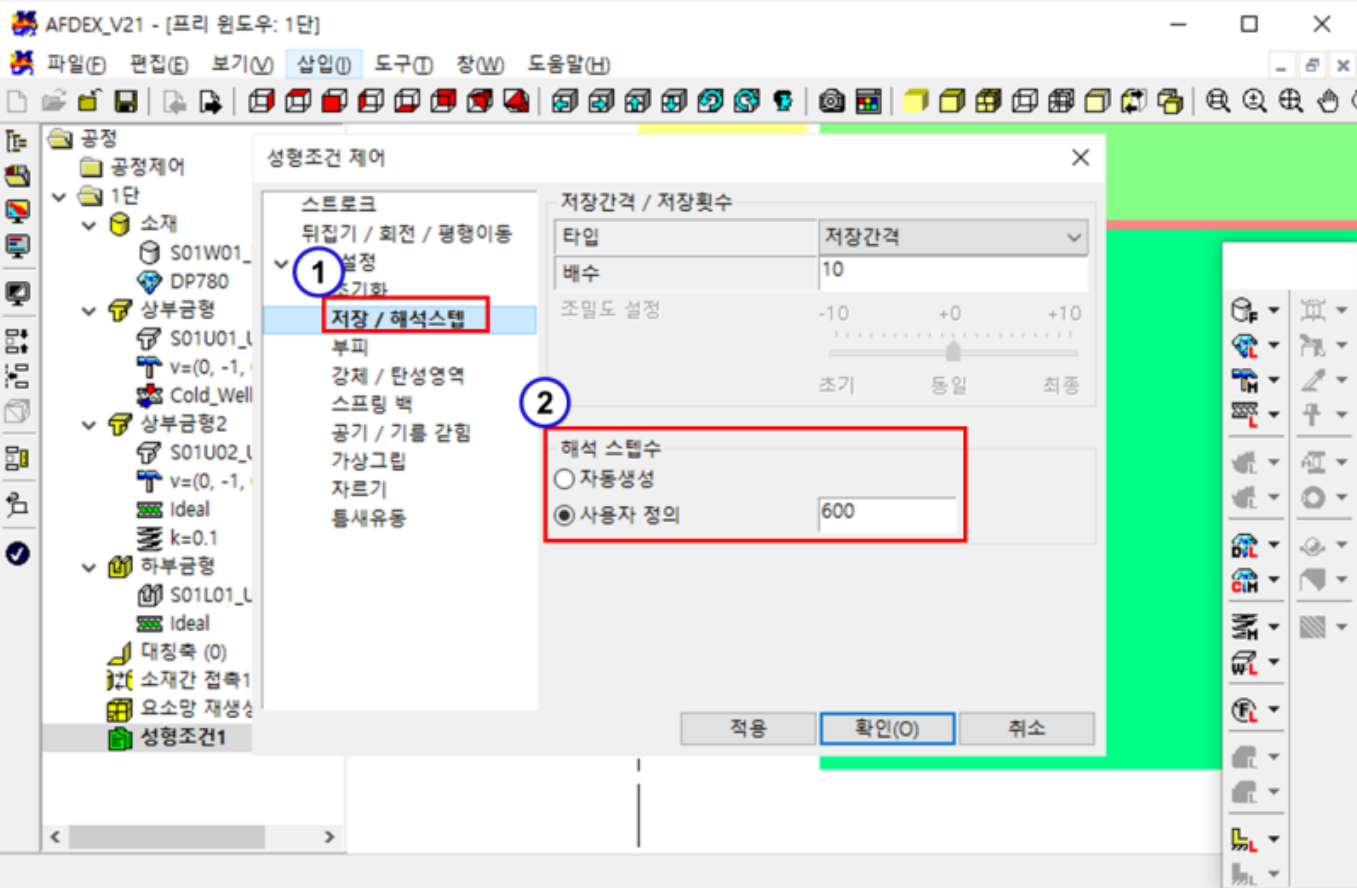 AFDEX_V21 - [프리 윈도우: 1단]
파일(F) 편집(E) 보기(V) 삽입(I) 도구(T) 창(W) 도움말(H)
공정
공정제어
1단
소재
S01W01_
DP780
상부금형
S01U01_
v=(0, -1,
Cold_Well
상부금형2
S01U02_
v=(0, -1,
Ideal
k=0.1
하부금형
S01L01_
Ideal
대칭축 (0)
소재간 접촉1
요소망 재생성
성형조건1
성형조건 제어
스트로크
뒤집기 / 회전 / 평행이동
1
설정
초기화
저장 / 해석스텝
부피
강체 / 탄성영역
스프링 백
공기 / 기름 갇힘
가상그립
자르기
틈새유동
저장간격 / 저장횟수
타입 저장간격
배수 10
조밀도 설정 -10 +0 +10
초기 동일 최종
2
해석 스텝수
자동생성
사용자 정의 600
적용 확인(O) 취소